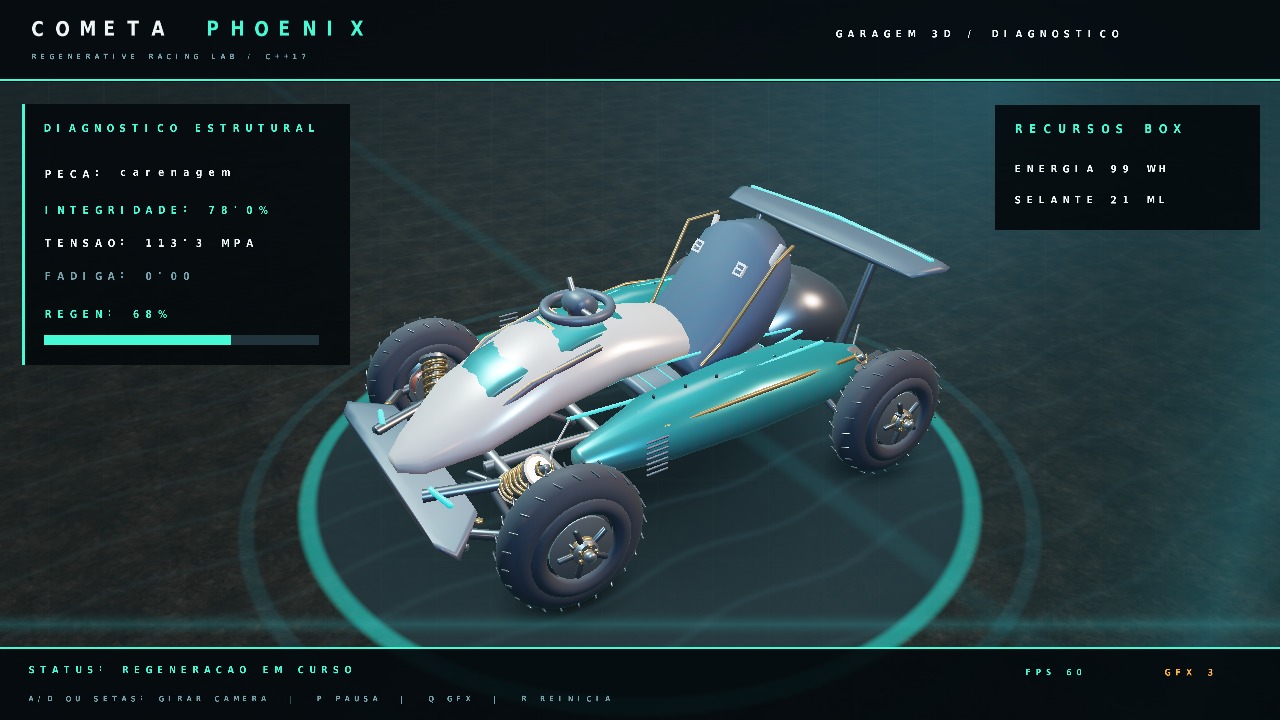 COMETA PHOENIX
REGENERATIVE RACING LAB / C++17
GARAGEM 3D / DIAGNOSTICO
DIAGNOSTICO ESTRUTURAL
PECA: carenagem
INTEGRIDADE: 78.0%
TENSAO: 113.3 MPA
FADIGA: 0.00
REGEN: 68%
RECURSOS BOX
ENERGIA 99 WH
SELANTE 21 ML
STATUS: REGENERACAO EM CURSO
FPS 60
GFX 3
A/D OU SETAS: GIRAR CAMERA | P PAUSA | Q GFX | R REINICIA